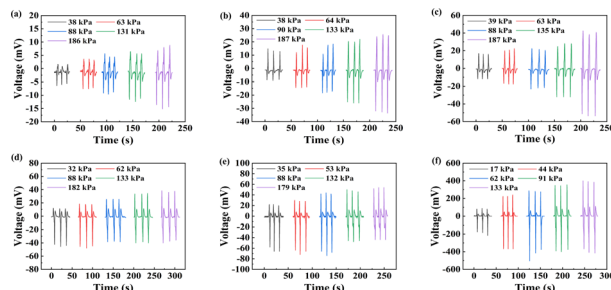 (a)
38 kPa 63 kPa
88 kPa 131 kPa
186 kPa
Voltage (mV)
20
15
10
5
0
-5
-10
-15
-20
0 50 100 150 200 250
Time (s)
(b)
38 kPa 64 kPa
90 kPa 133 kPa
187 kPa
Voltage (mV)
40
30
20
10
0
-10
-20
-30
-40
0 50 100 150 200 250
Time (s)
(c)
39 kPa 63 kPa
88 kPa 135 kPa
187 kPa
Voltage (mV)
60
40
20
0
-20
-40
-60
0 50 100 150 200 250
Time (s)
(d)
32 kPa 62 kPa
88 kPa 133 kPa
182 kPa
Voltage (mV)
80
60
40
20
0
-20
-40
-60
-80
0 50 100 150 200 250 300
Time (s)
(e)
35 kPa 53 kPa
88 kPa 132 kPa
179 kPa
Voltage (mV)
100
80
60
40
20
0
-20
-40
-60
-80
-100
0 50 100 150 200 250
Time (s)
(f)
17 kPa 44 kPa
62 kPa 91 kPa
133 kPa
Voltage (mV)
600
400
200
0
-200
-400
-600
0 50 100 150 200 250 300
Time (s)